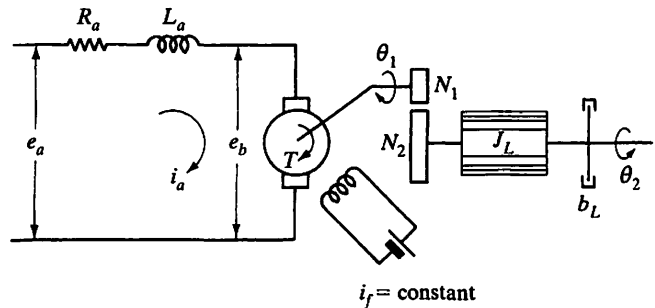 R_a
L_a
θ_1
N_1
e_a
e_b
i_a
T
N_2
J_L
b_L
θ_2
i_f = constant